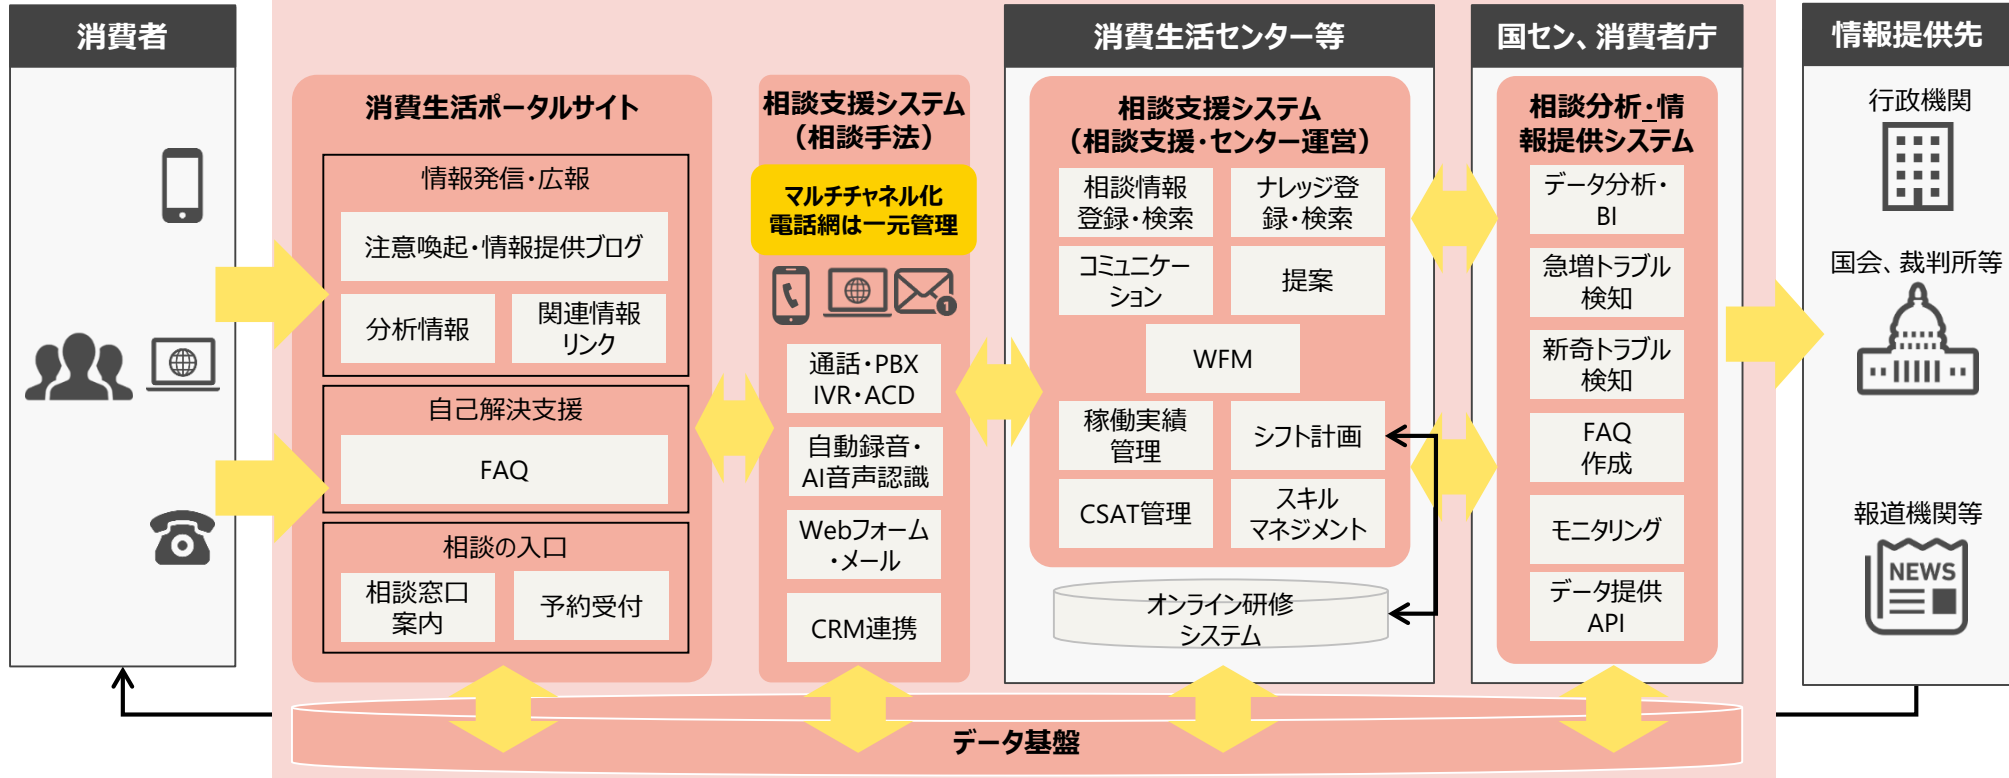 消費者
消費生活ポータルサイト
情報発信・広報
注意喚起・情報提供ブログ
分析情報
関連情報
リンク
自己解決支援
FAQ
相談の入口
相談窓口
案内
予約受付
相談支援システム
（相談手法）
マルチチャネル化
電話網は一元管理
1
通話・PBX
IVR・ACD
自動録音・
AI音声認識
Webフォーム
・メール
CRM連携
消費生活センター等
相談支援システム
（相談支援・センター運営）
相談情報
登録・検索
ナレッジ登
録・検索
コミュニケー
ション
提案
WFM
稼働実績
管理
シフト計画
CSAT管理
スキル
マネジメント
オンライン研修
システム
国セン、消費者庁
相談分析_情
報提供システム
データ分析・
BI
急増トラブル
検知
新奇トラブル
検知
FAQ
作成
モニタリング
データ提供
API
情報提供先
行政機関
国会、裁判所等
報道機関等
NEWS
データ基盤